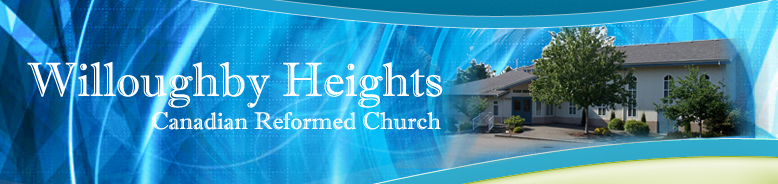 Willoughby Heights
Canadian Reformed Church